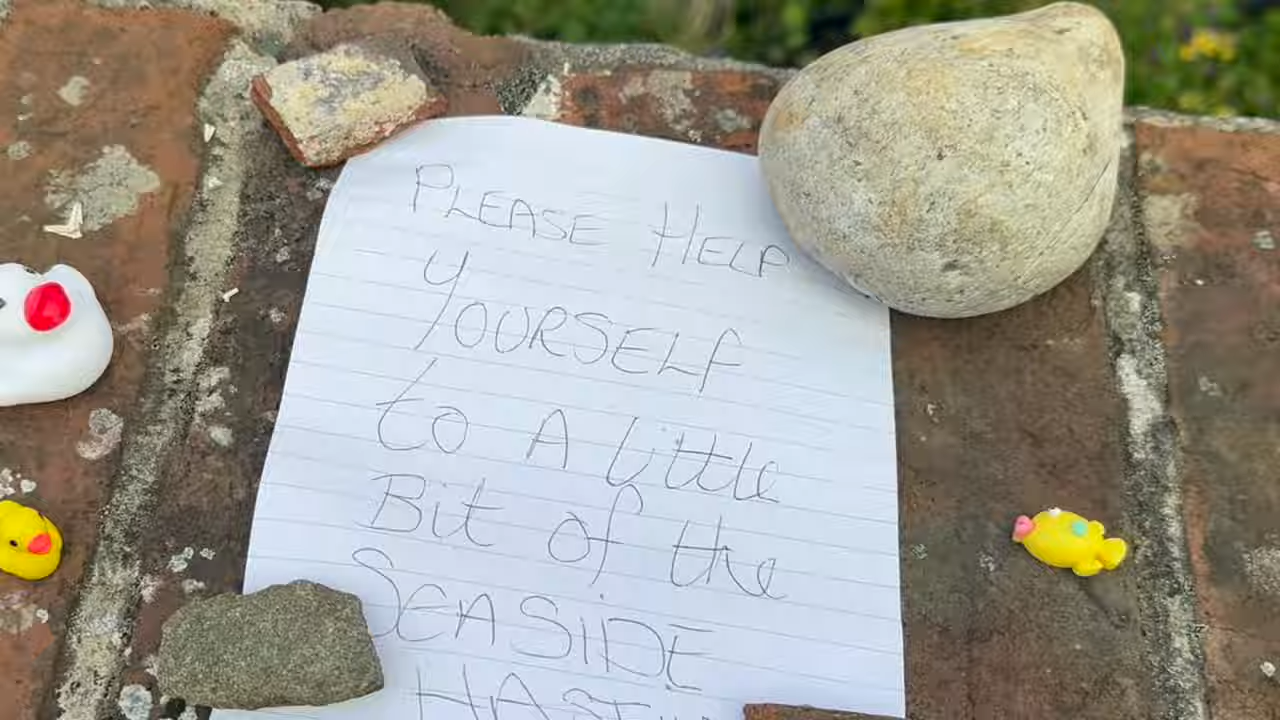 PLEASE HELP
YOURSELF
to A little
Bit of the
SEASiDE